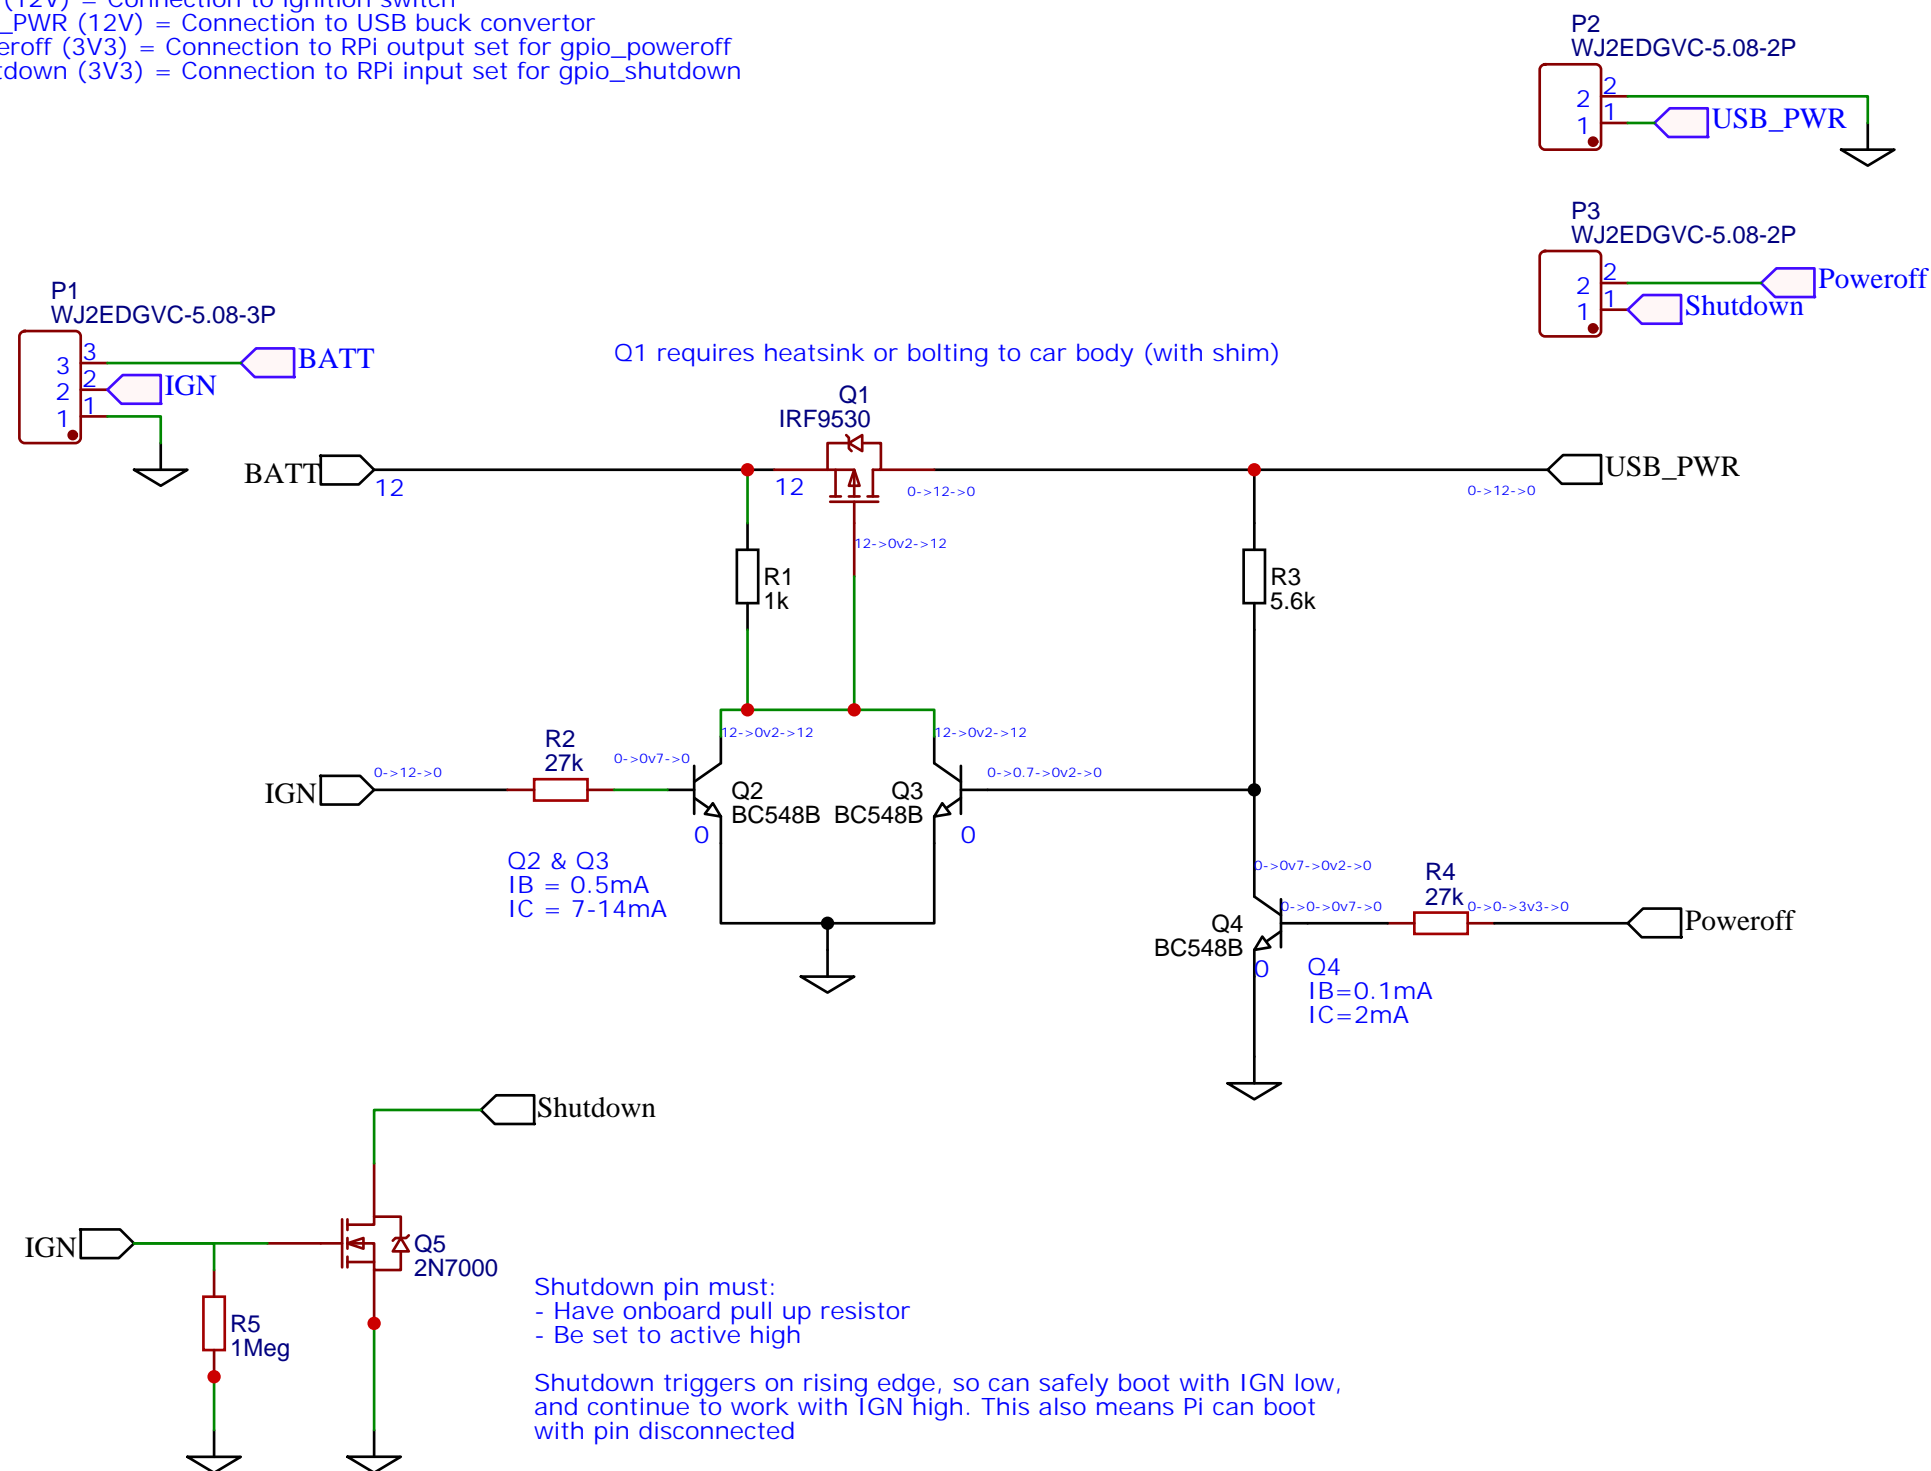 (12V) = Connection to ignition switch
_PWR (12V) = Connection to USB buck convertor
eroff (3V3) = Connection to RPi output set for gpio_poweroff
tdown (3V3) = Connection to RPi input set for gpio_shutdown
P2
WJ2EDGVC-5.08-2P
2
2
1
1
USB_PWR
P3
WJ2EDGVC-5.08-2P
2
2
1
1
Poweroff
Shutdown
P1
WJ2EDGVC-5.08-3P
3
3
2
2
1
1
BATT
IGN
Q1 requires heatsink or bolting to car body (with shim)
Q1
IRF9530
BATT
12
12
0->12->0
0->12->0
USB_PWR
12->0v2->12
R1
1k
R3
5.6k
12->0v2->12
12->0v2->12
R2
27k
IGN
0->12->0
0->0v7->0
Q2
BC548B
0
Q3
BC548B
0
0->0.7->0v2->0
Q2 & Q3
IB = 0.5mA
IC = 7-14mA
0->0v7->0v2->0
R4
27k
0->0->0v7->0
0->0->3v3->0
Poweroff
Q4
BC548B
0
Q4
IB=0.1mA
IC=2mA
Shutdown
IGN
Q5
2N7000
R5
1Meg
Shutdown pin must:
- Have onboard pull up resistor
- Be set to active high
Shutdown triggers on rising edge, so can safely boot with IGN low,
and continue to work with IGN high. This also means Pi can boot
with pin disconnected